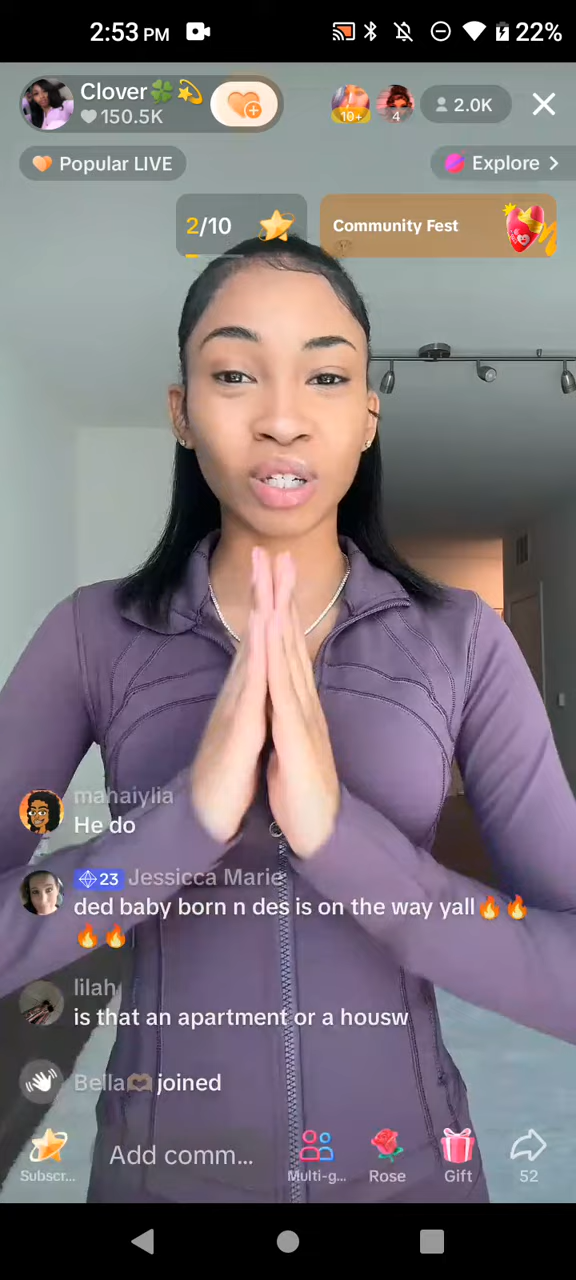 2:53 PM
22%
Clover🍀💫
150.5K
10+
4
2.0K
Popular LIVE
Explore >
2/10
Community Fest
mahaiylia
He do
23 Jessicca Marie
ded baby born n des is on the way yall🔥🔥
🔥🔥
lilah
is that an apartment or a housw
Bella🫶🏽 joined
Add comm...
Subscr...
Multi-g...
Rose
Gift
52